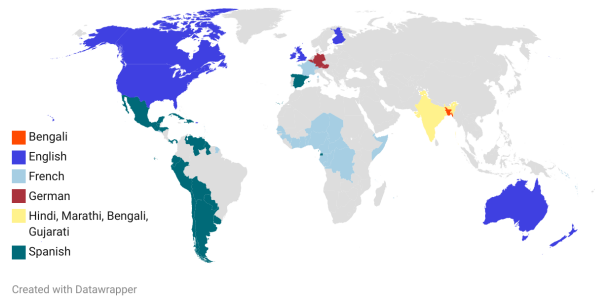 Bengali
English
French
German
Hindi, Marathi, Bengali,
Gujarati
Spanish
Created with Datawrapper